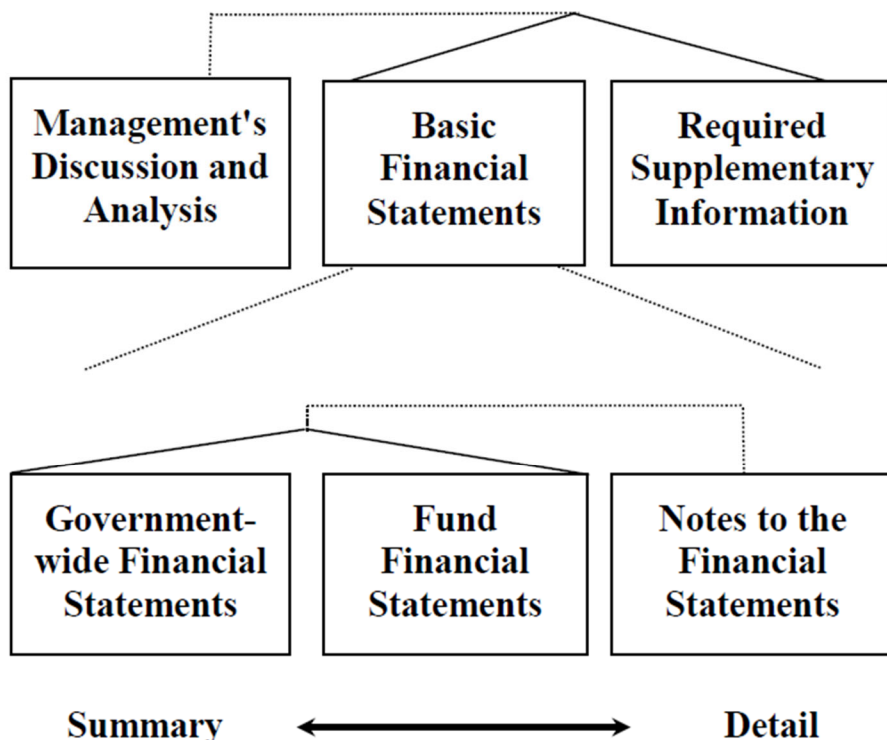 Management's
Discussion and
Analysis
Basic
Financial
Statements
Required
Supplementary
Information
Government-
wide Financial
Statements
Fund
Financial
Statements
Notes to the
Financial
Statements
Summary
Detail